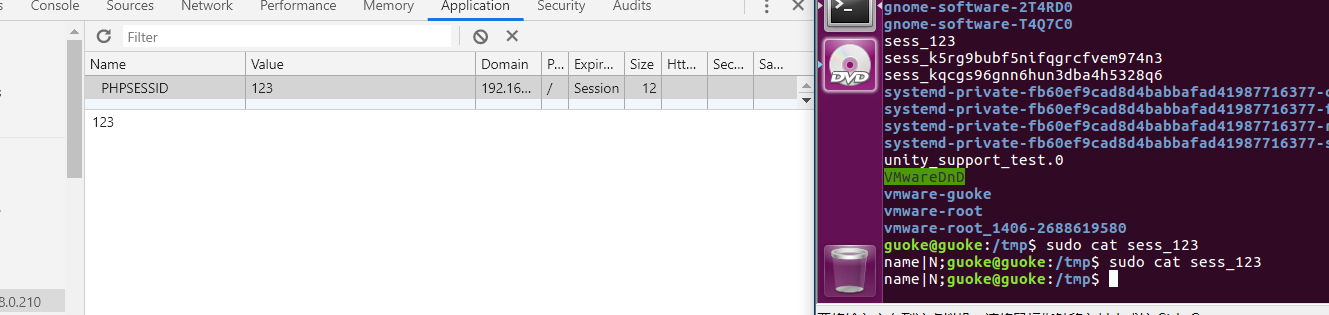 Console Sources Network Performance Memory Application Security Audits
Filter
Name Value Domain P... Expir... Size Htt... Sec... Sa...
PHPSESSID 123 192.16... / Session 12
123
8.0.210
gnome-software-2T4RD0
gnome-software-T4Q7C0
sess_123
sess_k5rg9bubf5nifqgrcfvem974n3
sess_kqcgs96gnn6hun3dba4h5328q6
systemd-private-fb60ef9cad8d4babbafad41987716377-c
systemd-private-fb60ef9cad8d4babbafad41987716377-f
systemd-private-fb60ef9cad8d4babbafad41987716377-r
systemd-private-fb60ef9cad8d4babbafad41987716377-s
unity_support_test.0
VMwareDnD
vmware-guoke
vmware-root
vmware-root_1406-2688619580
guoke@guoke:/tmp$ sudo cat sess_123
name|N;guoke@guoke:/tmp$ sudo cat sess_123
name|N;guoke@guoke:/tmp$
DVD